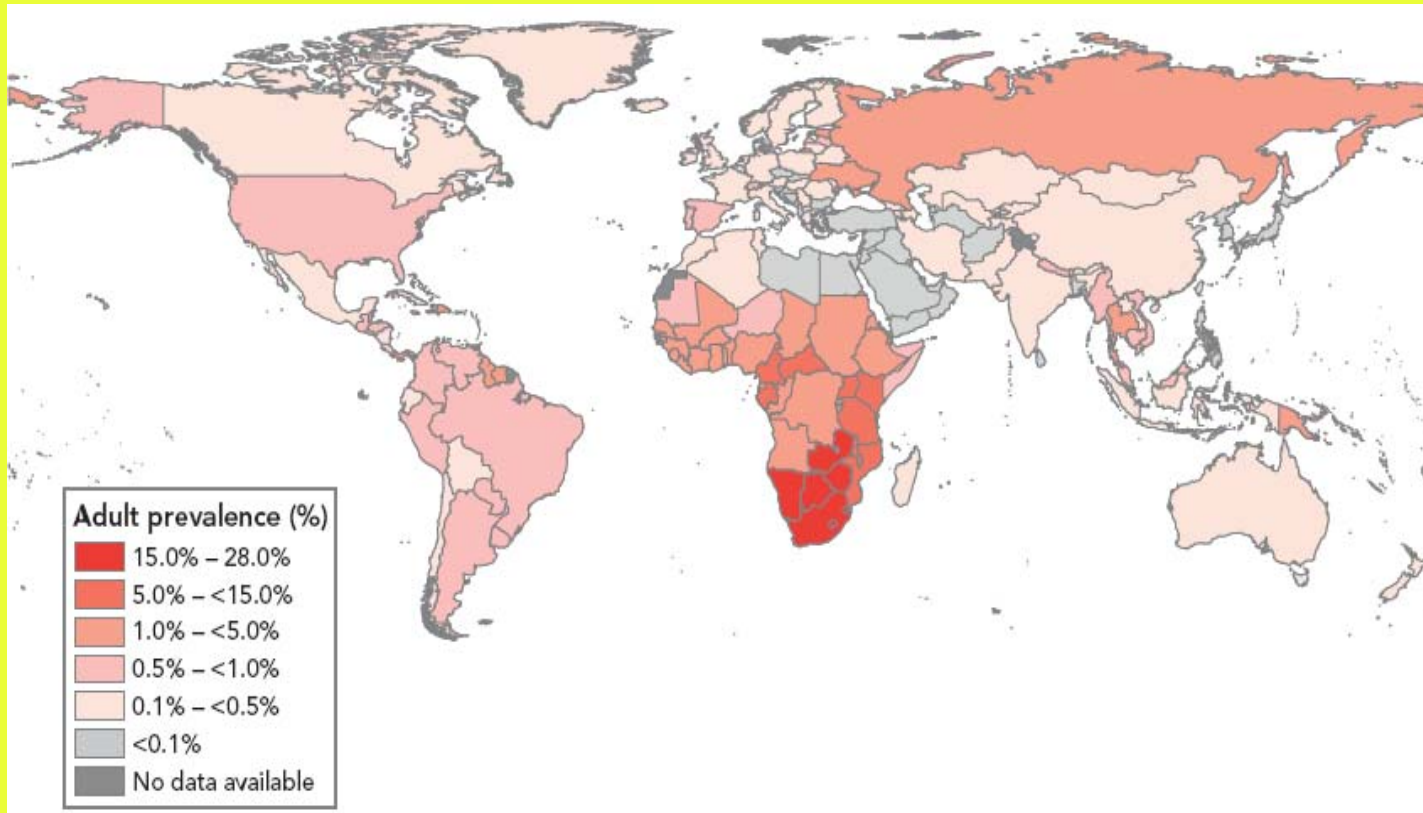 Adult prevalence (%)
15.0% – 28.0%
5.0% – <15.0%
1.0% – <5.0%
0.5% – <1.0%
0.1% – <0.5%
<0.1%
No data available